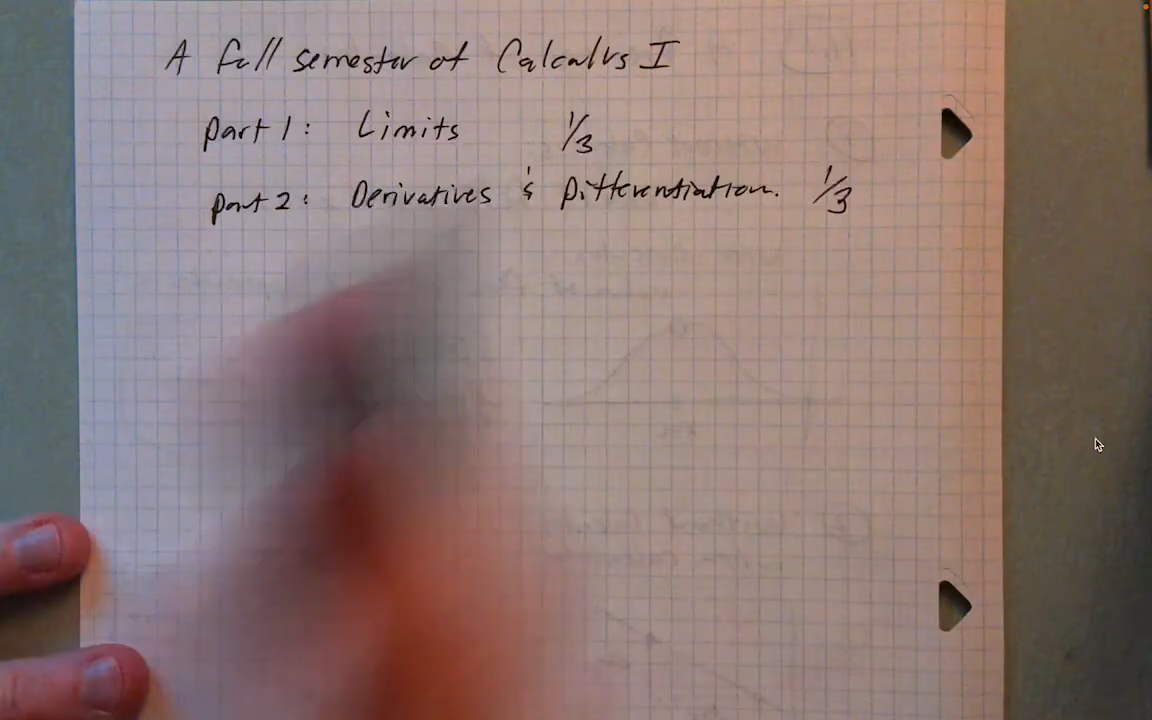 A full semester of Calculus I
part 1: Limits 1/3
part 2: Derivatives & Differentiation. 1/3